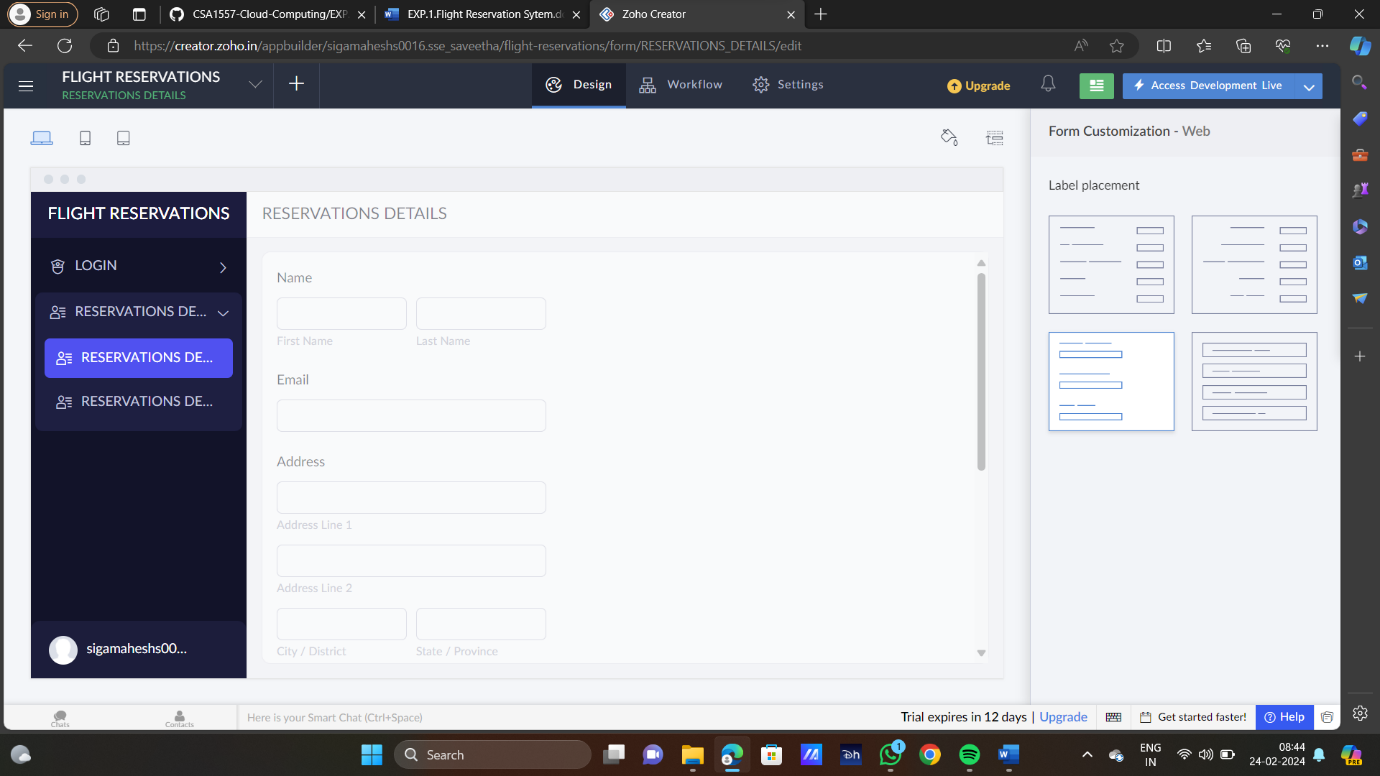 Sign in
CSA1557-Cloud-Computing/EXP
EXP.1.Flight Reservation Sytem.d
Zoho Creator
https://creator.zoho.in/appbuilder/sigamaheshs0016.sse_saveetha/flight-reservations/form/RESERVATIONS_DETAILS/edit
FLIGHT RESERVATIONS
RESERVATIONS DETAILS
Design
Workflow
Settings
Upgrade
Access Development Live
Form Customization - Web
Label placement
FLIGHT RESERVATIONS
RESERVATIONS DETAILS
LOGIN
RESERVATIONS DE...
RESERVATIONS DE...
RESERVATIONS DE...
sigamaheshs00...
Name
First Name
Last Name
Email
Address
Address Line 1
Address Line 2
City / District
State / Province
Chats
Contacts
Here is your Smart Chat (Ctrl+Space)
Trial expires in 12 days | Upgrade
Get started faster!
Help
Search
1
ENG
IN
08:44
24-02-2024
PRE